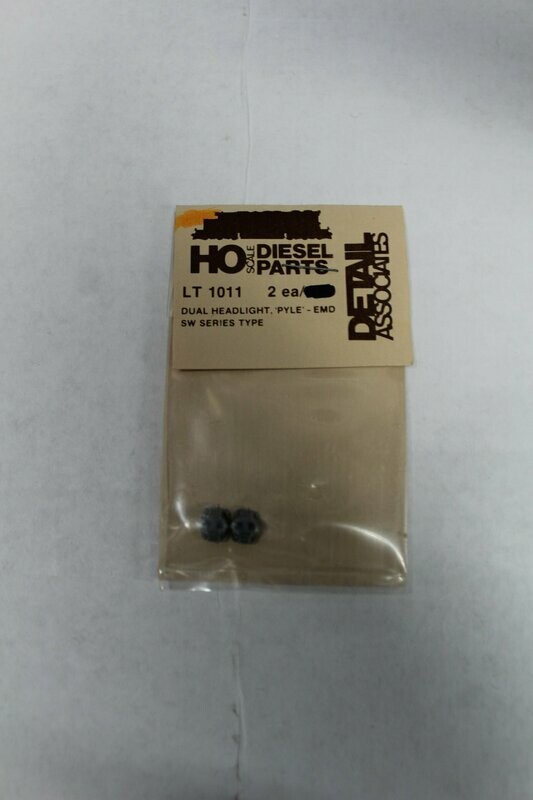 HO SCALE DIESEL
PARTS
LT 1011 2 ea/
DUAL HEADLIGHT, 'PYLE' - EMD
SW SERIES TYPE
DETAIL
ASSOCIATES